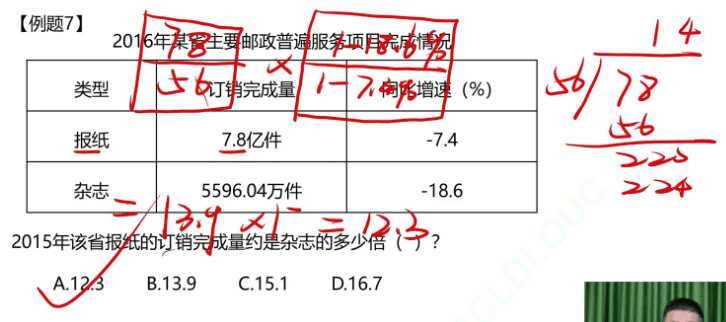 【例题7】
2016年某省主要邮政普遍服务项目完成情况
78/56 × 1-18.6%/1-7.4%
类型 订销完成量 同比增速（%）
报纸 7.8亿件 -7.4
杂志 5596.04万件 -18.6
= 13.9 × 1⁻ = 12.3
2015年该省报纸的订销完成量约是杂志的多少倍（ ）？
A.12.3 B.13.9 C.15.1 D.16.7
14
56 78
56
225
224
CLDLOUC